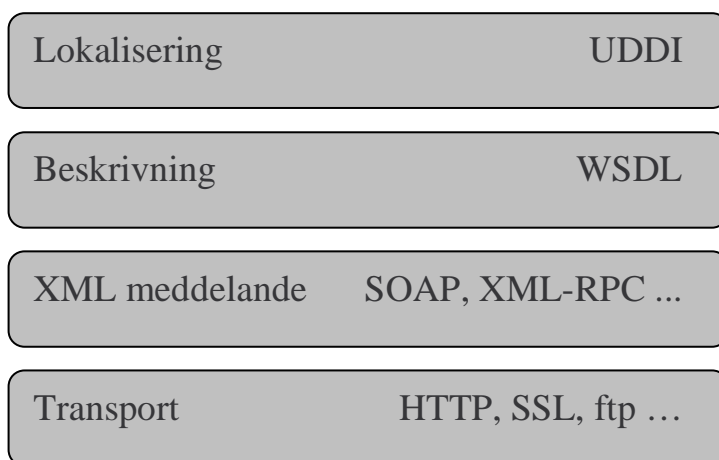 Lokalisering UDDI
Beskrivning WSDL
XML meddelande SOAP, XML-RPC ...
Transport HTTP, SSL, ftp …